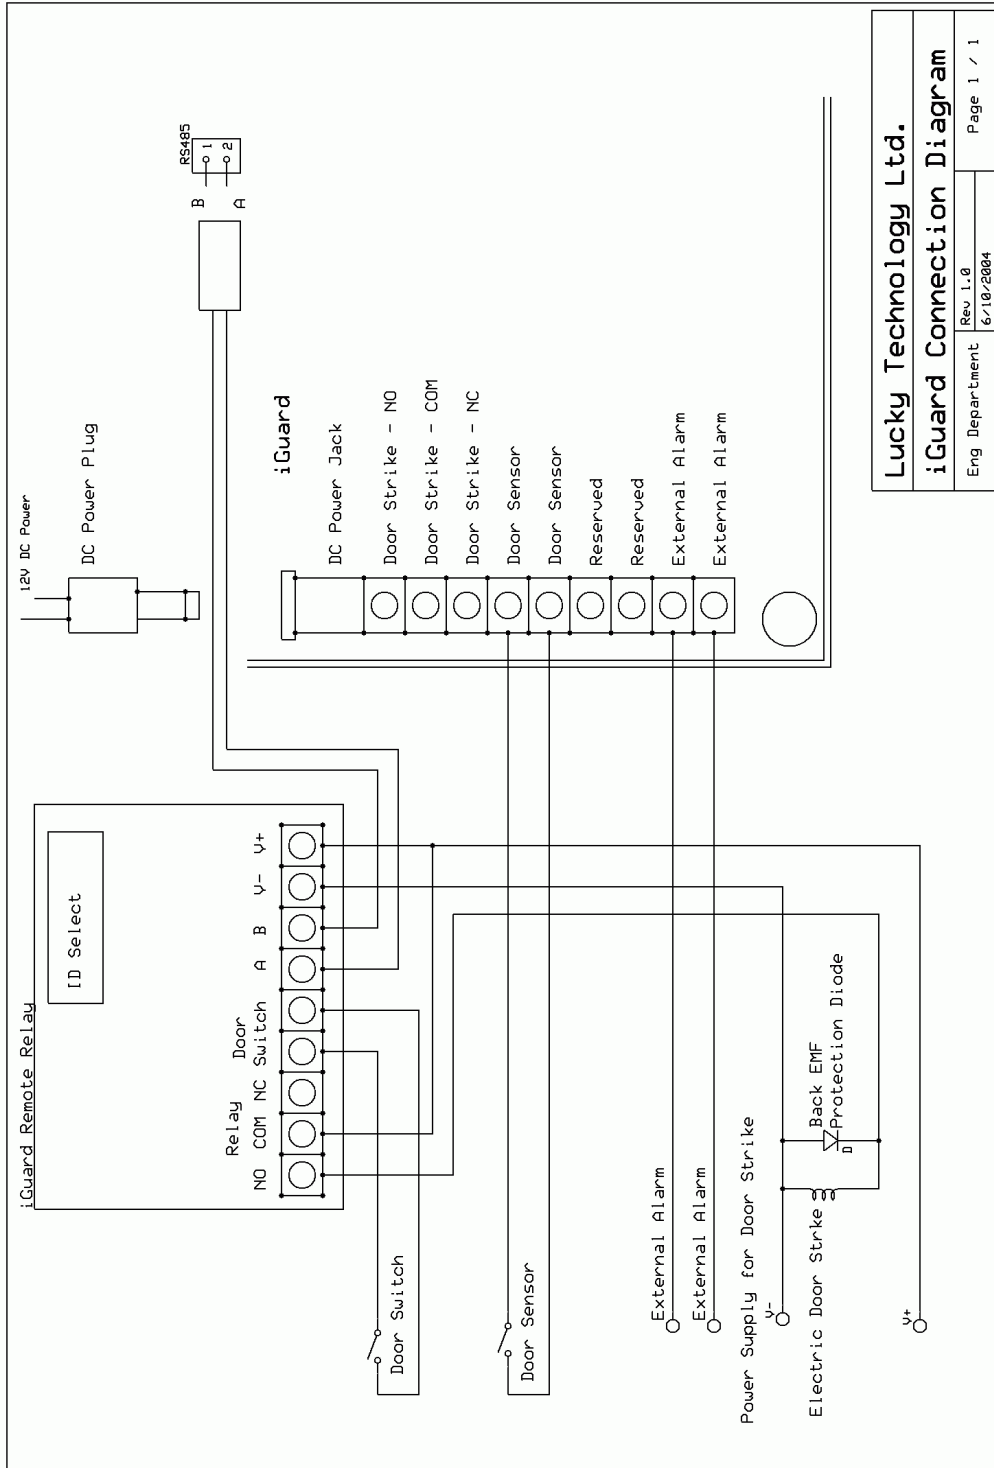 iGuard Remote Relay
ID Select
Relay
Door
NO COM NC Switch A B V- V+
12V DC Power
DC Power Plug
RS485
B 1
A 2
iGuard
DC Power Jack
Door Strike - NO
Door Strike - COM
Door Strike - NC
Door Sensor
Door Sensor
Reserved
Reserved
External Alarm
External Alarm
Door Switch
Door Sensor
External Alarm
External Alarm
Power Supply for Door Strike
V-
Electric Door Strke
Back EMF
Protection Diode
D
V+
Lucky Technology Ltd.
iGuard Connection Diagram
Eng Department
Rev 1.0
6/10/2004
Page 1 / 1